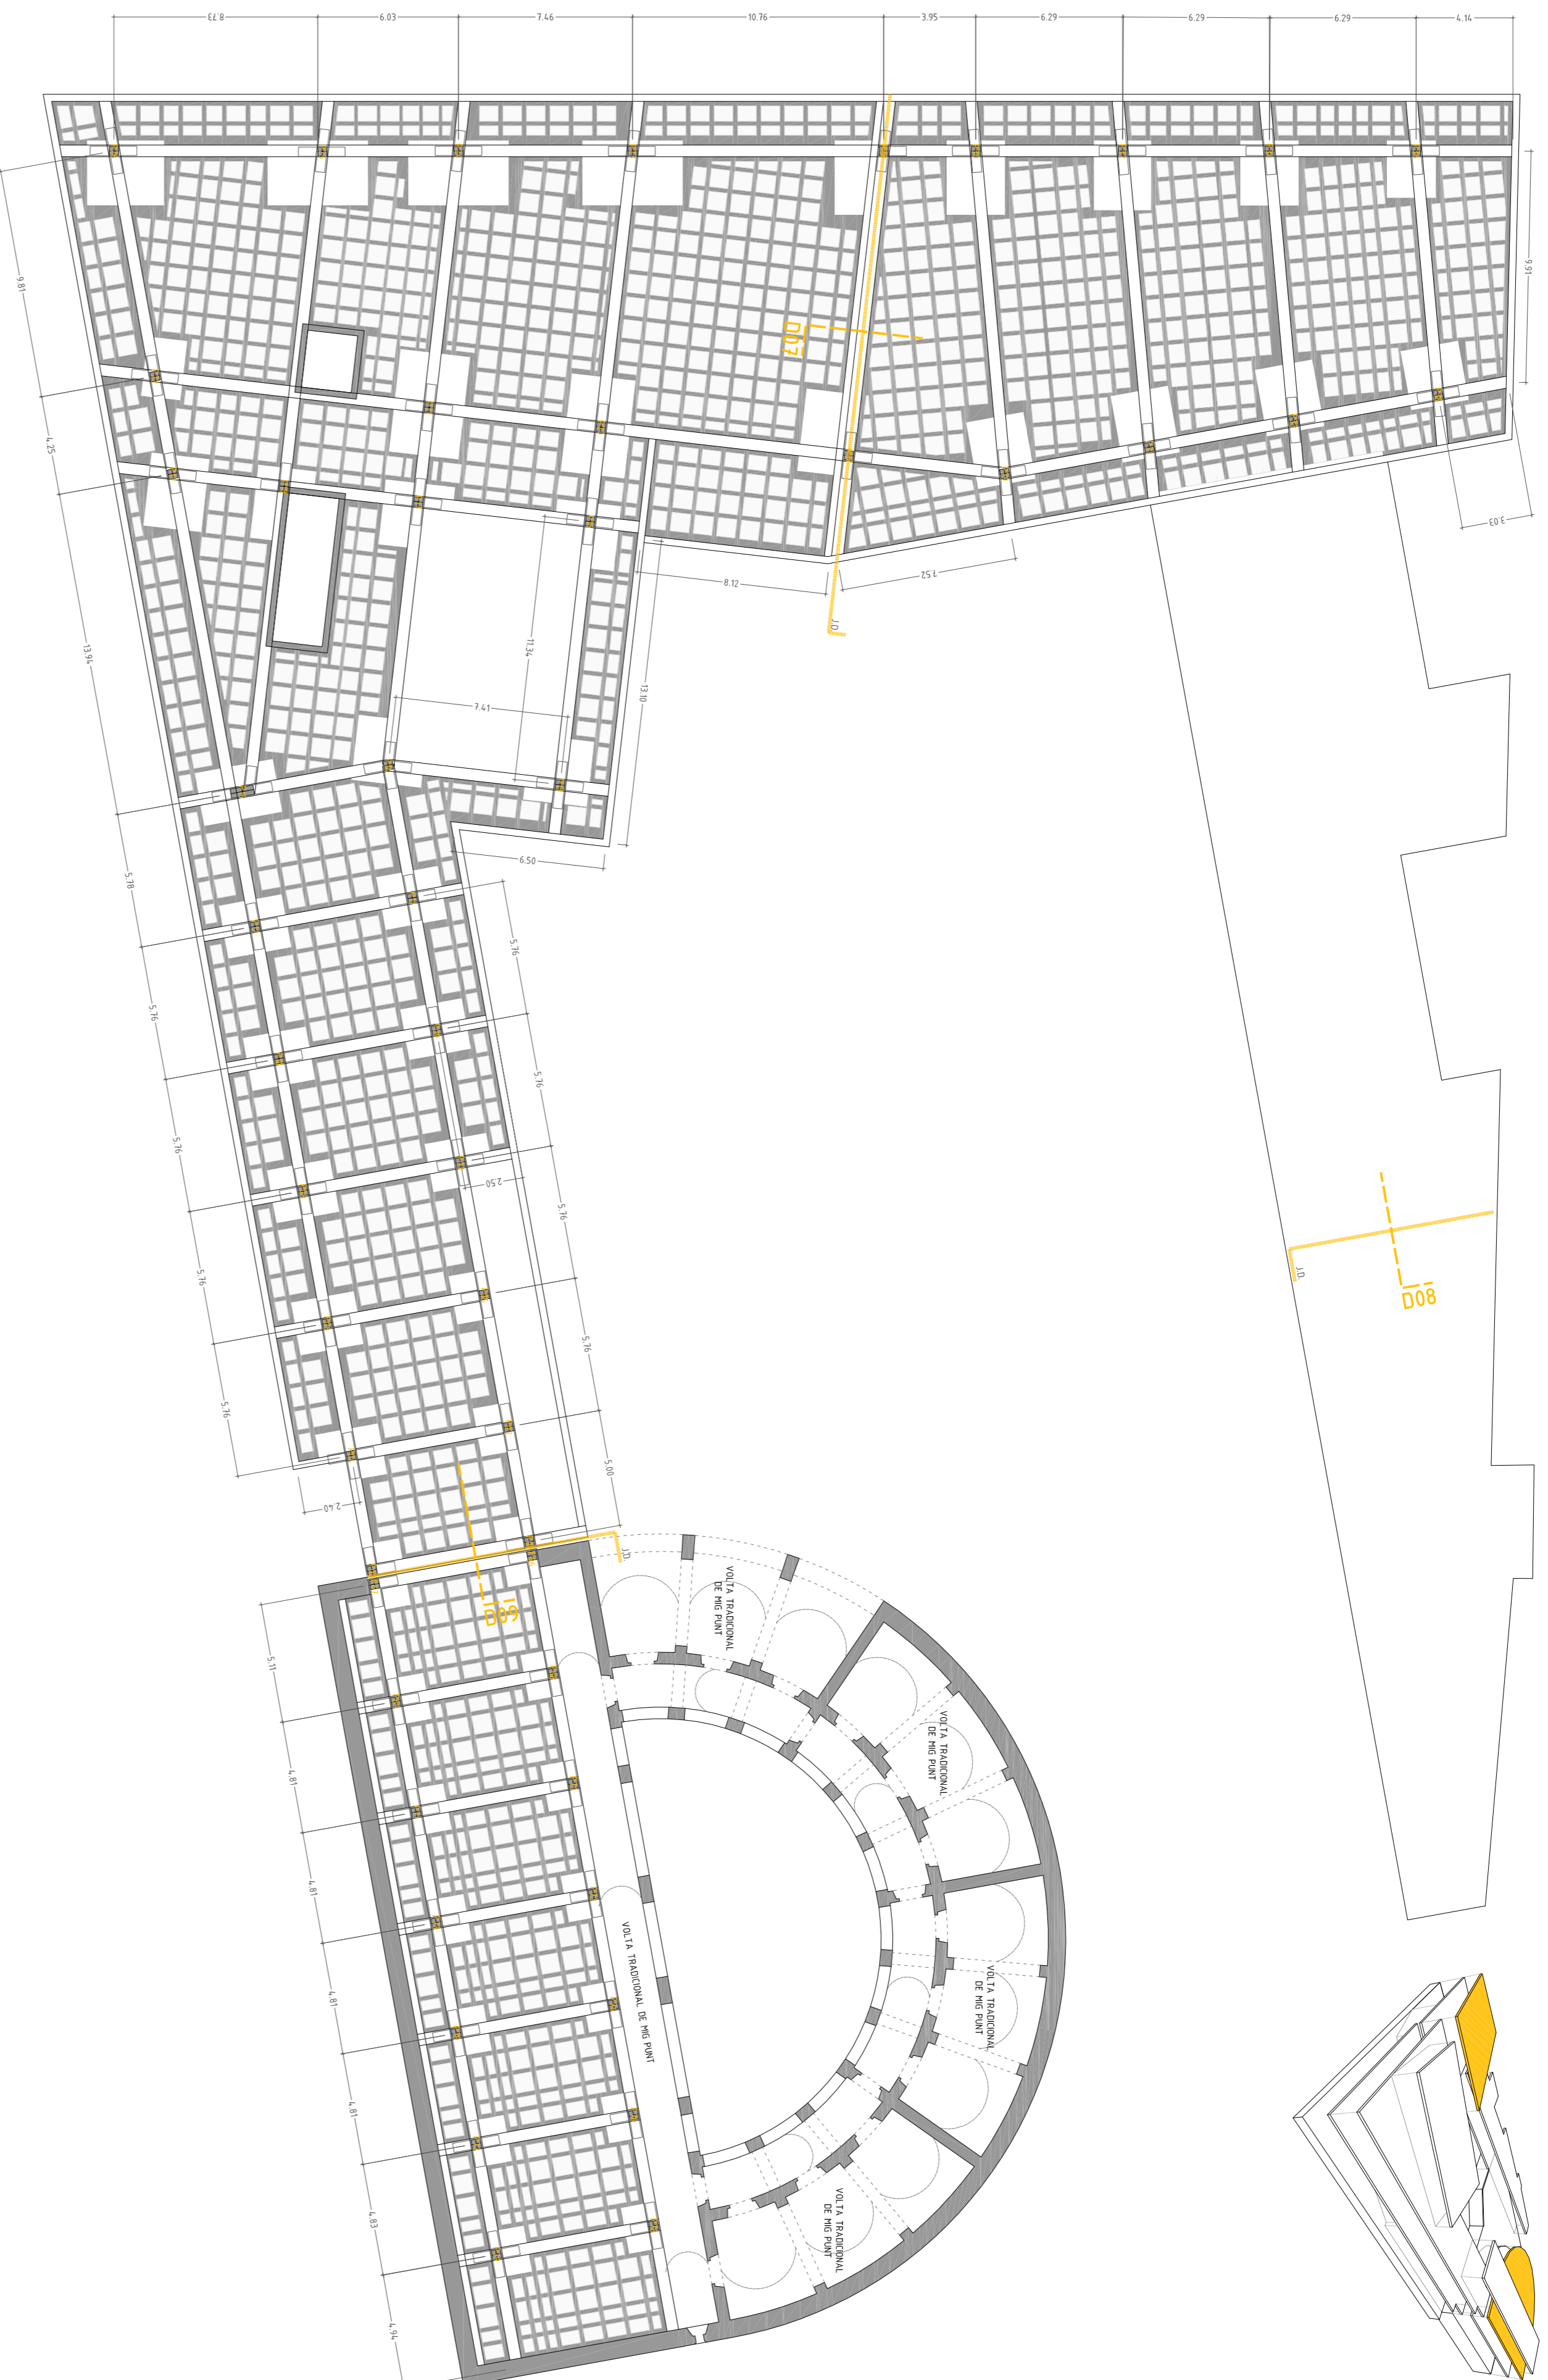 8.73
6.03
7.46
10.76
3.95
6.29
6.29
6.29
4.14
9.81
9.91
D07
4.25
3.03
8.12
7.52
J.D.
13.94
11.34
13.10
7.41
6.50
5.78
5.76
5.76
5.76
5.76
2.50
5.76
5.76
D08
J.D.
5.76
5.76
5.76
5.00
2.40
J.D.
D09
VOLTA TRADICIONAL
DE MIG PUNT
5.11
VOLTA TRADICIONAL
DE MIG PUNT
4.81
4.81
VOLTA TRADICIONAL DE MIG PUNT
VOLTA TRADICIONAL
DE MIG PUNT
4.81
4.81
VOLTA TRADICIONAL
DE MIG PUNT
4.83
4.94